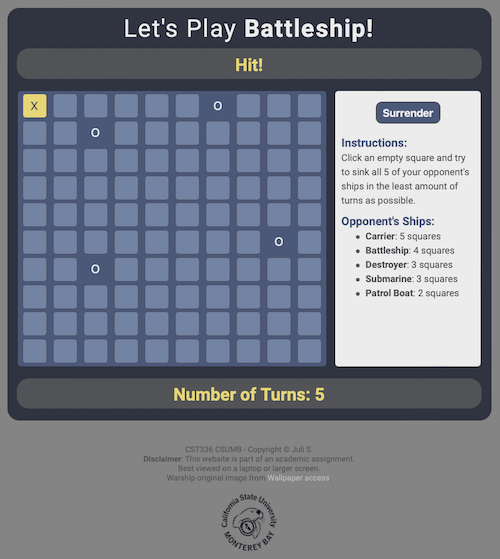 Let's Play Battleship!
Hit!
X O
O
O
O
Surrender
Instructions:
Click an empty square and try
to sink all 5 of your opponent's
ships in the least amount of
turns as possible.
Opponent's Ships:
Carrier: 5 squares
Battleship: 4 squares
Destroyer: 3 squares
Submarine: 3 squares
Patrol Boat: 2 squares
Number of Turns: 5
CST336 CSUMB - Copyright © Juli S.
Disclaimer: This website is part of an academic assignment.
Best viewed on a laptop or larger screen.
Warship original image from Wallpaper access.
California State University
MONTEREY BAY